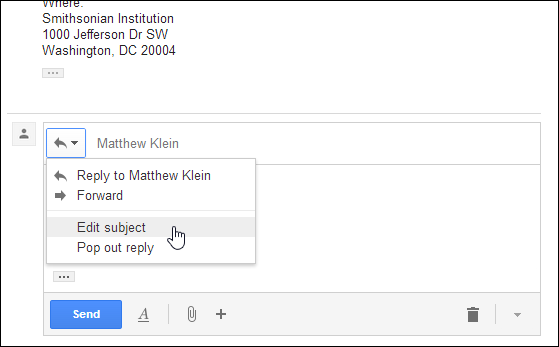 Where:
Smithsonian Institution
1000 Jefferson Dr SW
Washington, DC 20004
Matthew Klein
Reply to Matthew Klein
Forward
Edit subject
Pop out reply
Send
A